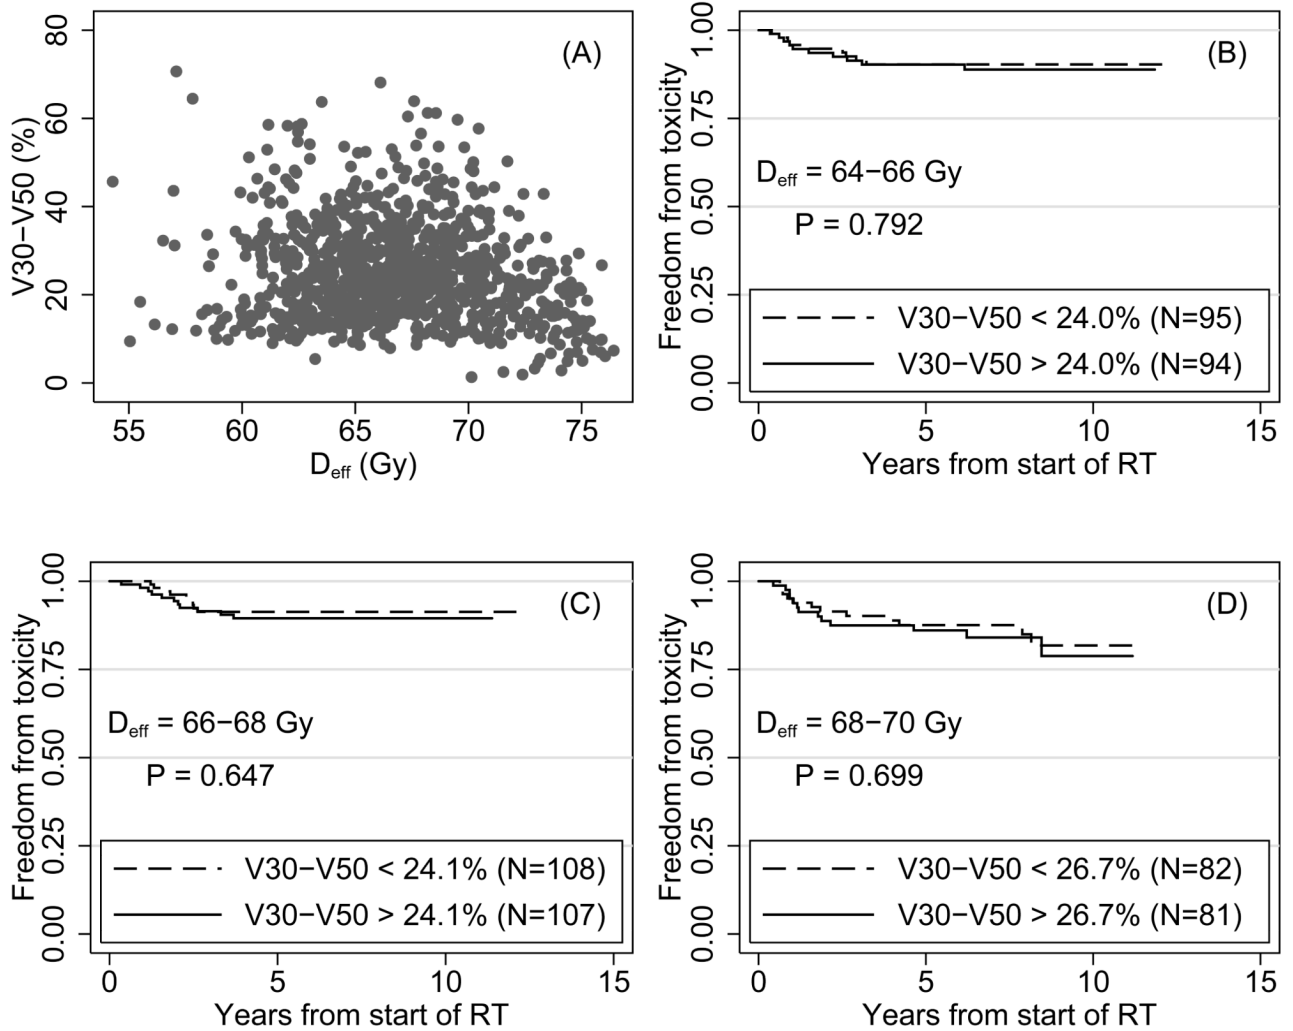 (A)
V30−V50 (%)
80
60
40
20
0
55 60 65 70 75
Deff (Gy)
(B)
Freedom from toxicity
1.00
0.75
0.50
0.25
0.00
Deff = 64−66 Gy
P = 0.792
V30−V50 < 24.0% (N=95)
V30−V50 > 24.0% (N=94)
0 5 10 15
Years from start of RT
(C)
Freedom from toxicity
1.00
0.75
0.50
0.25
0.00
Deff = 66−68 Gy
P = 0.647
V30−V50 < 24.1% (N=108)
V30−V50 > 24.1% (N=107)
0 5 10 15
Years from start of RT
(D)
Freedom from toxicity
1.00
0.75
0.50
0.25
0.00
Deff = 68−70 Gy
P = 0.699
V30−V50 < 26.7% (N=82)
V30−V50 > 26.7% (N=81)
0 5 10 15
Years from start of RT